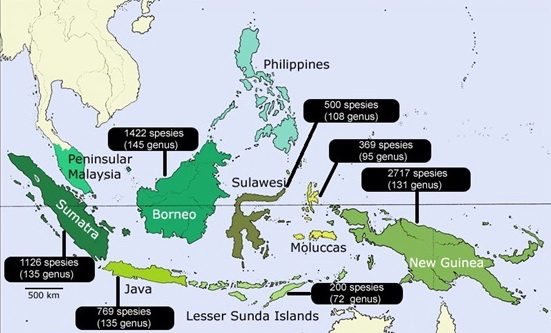 Philippines
500 spesies
(108 genus)
1422 spesies
(145 genus)
369 spesies
(95 genus)
Peninsular
Malaysia
2717 spesies
(131 genus)
Sulawesi
Sumatra
Borneo
Moluccas
New Guinea
1126 spesies
(135 genus)
500 km
Java
200 spesies
(72 genus)
769 spesies
(135 genus)
Lesser Sunda Islands